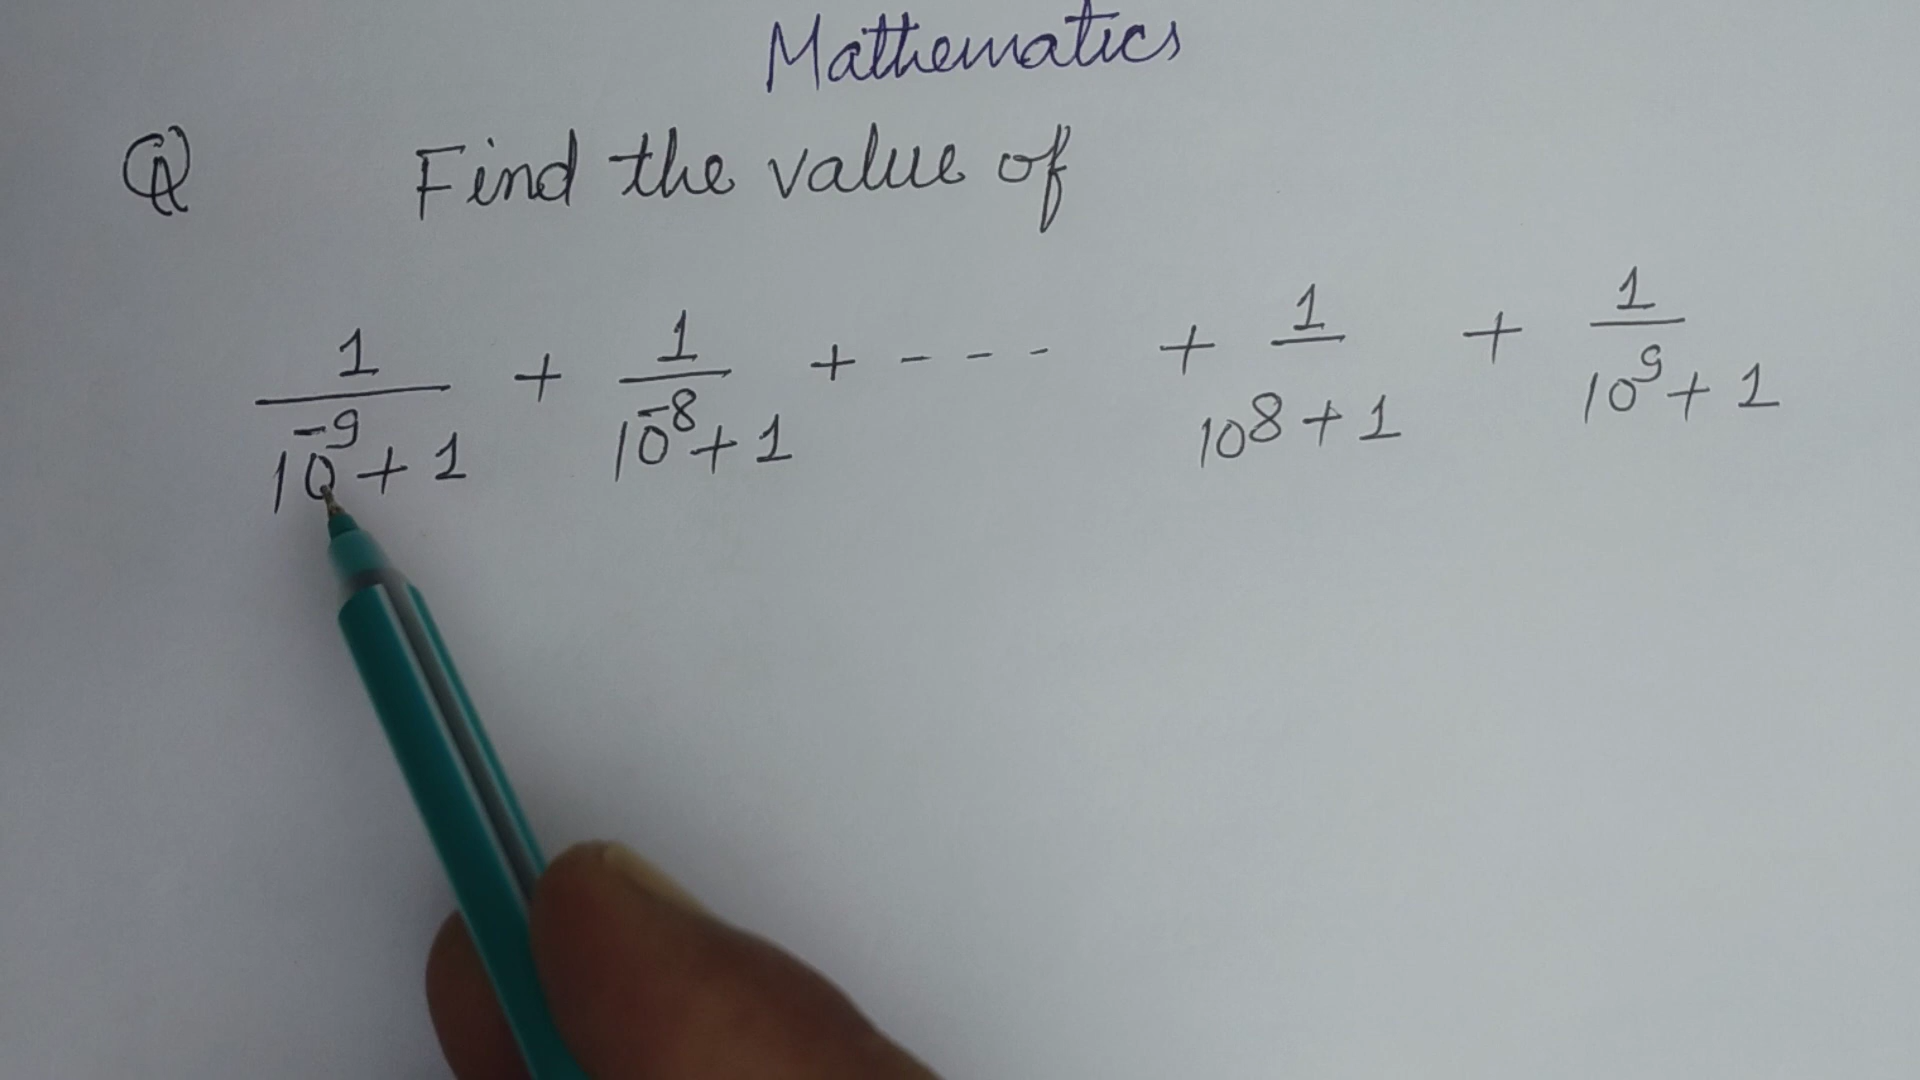 Mathematics
Q Find the value of
1/(10^-9 + 1) + 1/(10^-8 + 1) + - - - + 1/(10^8 + 1) + 1/(10^9 + 1)